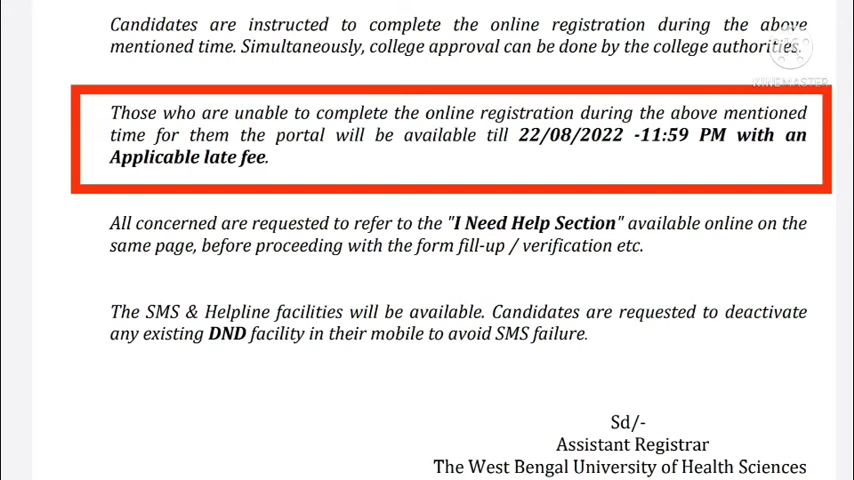 Candidates are instructed to complete the online registration during the above
mentioned time. Simultaneously, college approval can be done by the college authorities.
KINEMASTER
Those who are unable to complete the online registration during the above mentioned
time for them the portal will be available till 22/08/2022 -11:59 PM with an
Applicable late fee.
All concerned are requested to refer to the "I Need Help Section" available online on the
same page, before proceeding with the form fill-up / verification etc.
The SMS & Helpline facilities will be available. Candidates are requested to deactivate
any existing DND facility in their mobile to avoid SMS failure.
Sd/-
Assistant Registrar
The West Bengal University of Health Sciences